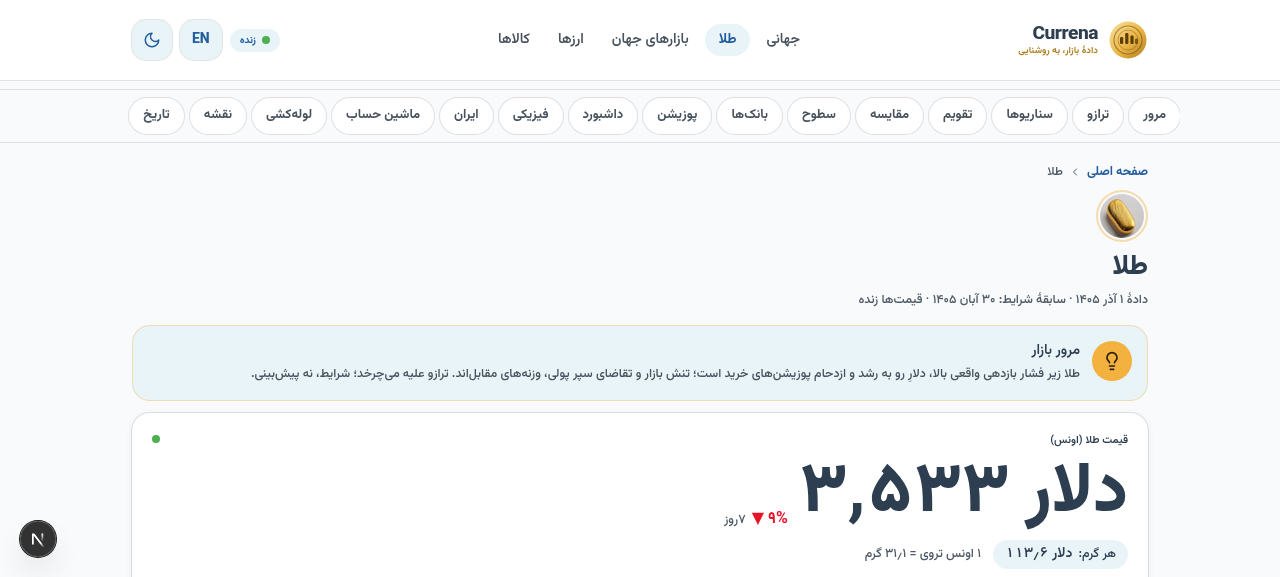 Currena
دادهٔ بازار، به روشنایی
جهانی
طلا
بازارهای جهان
ارزها
کالاها
زنده
EN
مرور
ترازو
سناریوها
تقویم
مقایسه
سطوح
بانک‌ها
پوزیشن
داشبورد
فیزیکی
ایران
ماشین حساب
لوله‌کشی
نقشه
تاریخ
صفحه اصلی
طلا
طلا
دادهٔ ۱ آذر ۱۴۰۵ · سابقهٔ شرایط: ۳۰ آبان ۱۴۰۵ · قیمت‌ها زنده
مرور بازار
طلا زیر فشار بازدهی واقعی بالا، دلارِ رو به رشد و ازدحام پوزیشن‌های خرید است؛ تنش بازار و تقاضای سپر پولی، وزنه‌های مقابل‌اند. ترازو علیه می‌چرخد؛ شرایط، نه پیش‌بینی.
قیمت طلا (اونس)
دلار ۳,۵۳۳
۹% ▼ ۷روز
هر گرم: دلار ۱۱۳٫۶
۱ اونس تروی = ۳۱٫۱ گرم
N